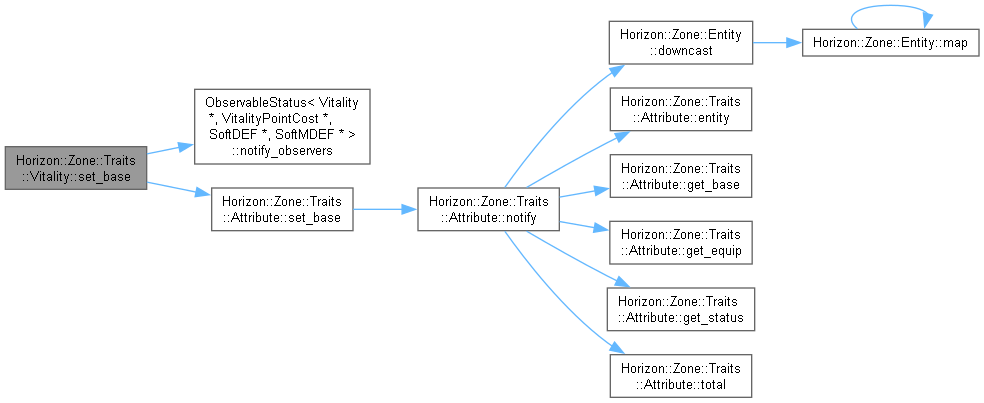 Horizon::Zone::Traits
::Vitality::set_base
ObservableStatus< Vitality
*, VitalityPointCost *,
SoftDEF *, SoftMDEF * >
::notify_observers
Horizon::Zone::Traits
::Attribute::set_base
Horizon::Zone::Traits
::Attribute::notify
Horizon::Zone::Entity
::downcast
Horizon::Zone::Entity::map
Horizon::Zone::Traits
::Attribute::entity
Horizon::Zone::Traits
::Attribute::get_base
Horizon::Zone::Traits
::Attribute::get_equip
Horizon::Zone::Traits
::Attribute::get_status
Horizon::Zone::Traits
::Attribute::total